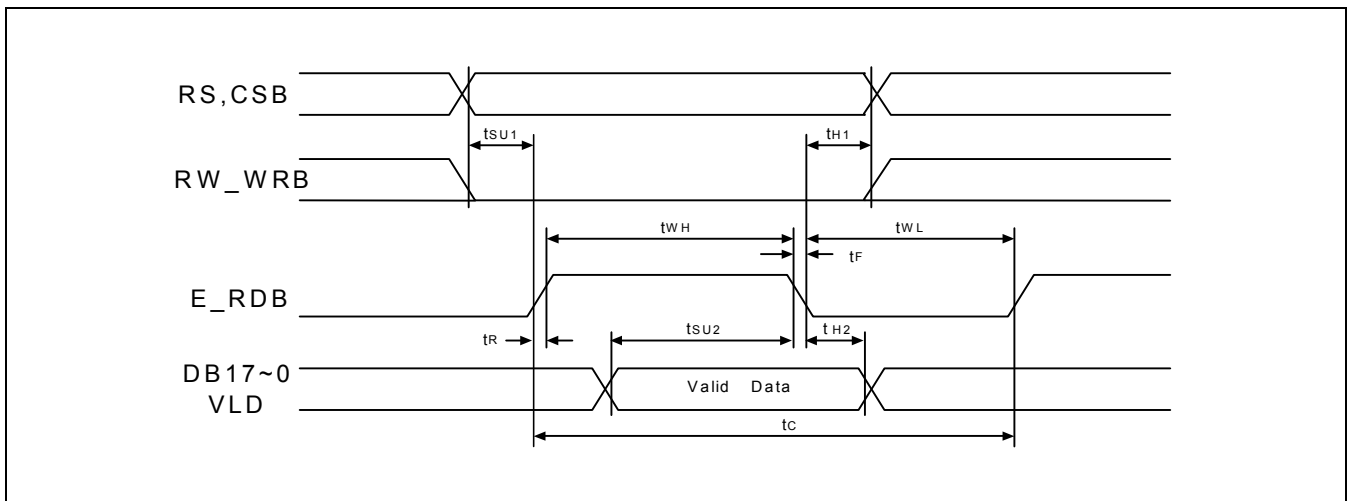 RS,CSB
tSU1
tH1
RW_WRB
tWH
tWL
tF
E_RDB
tR
tSU2
tH2
DB17~0
VLD
Valid Data
tC